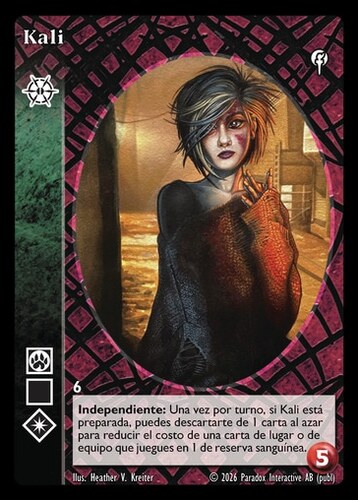 Kali
6
Independiente: Una vez por turno, si Kali está
preparada, puedes descartarte de 1 carta al azar
para reducir el costo de una carta de lugar o de
equipo que juegues en 1 de reserva sanguínea.
5
Illus: Heather V. Kreiter
© 2026 Paradox Interactive AB (publ)